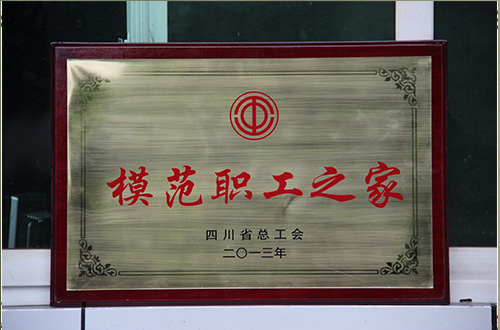 模范职工之家
四川省总工会
二〇一三年